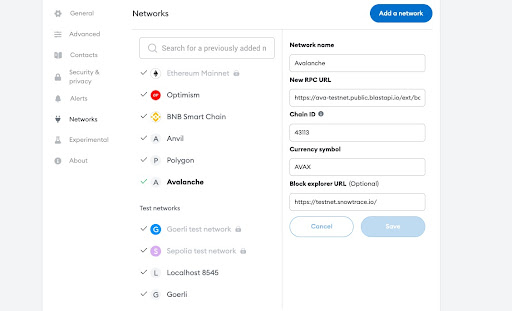 General
Advanced
Contacts
Security &
privacy
Alerts
Networks
Experimental
About
Networks
Add a network
Search for a previously added n
Ethereum Mainnet
OP Optimism
BNB Smart Chain
A Anvil
P Polygon
A Avalanche
Test networks
G Goerli test network
S Sepolia test network
L Localhost 8545
G Goerli
Network name
Avalanche
New RPC URL
https://ava-testnet.public.blastapi.io/ext/bc
Chain ID
43113
Currency symbol
AVAX
Block explorer URL (Optional)
https://testnet.snowtrace.io/
Cancel
Save